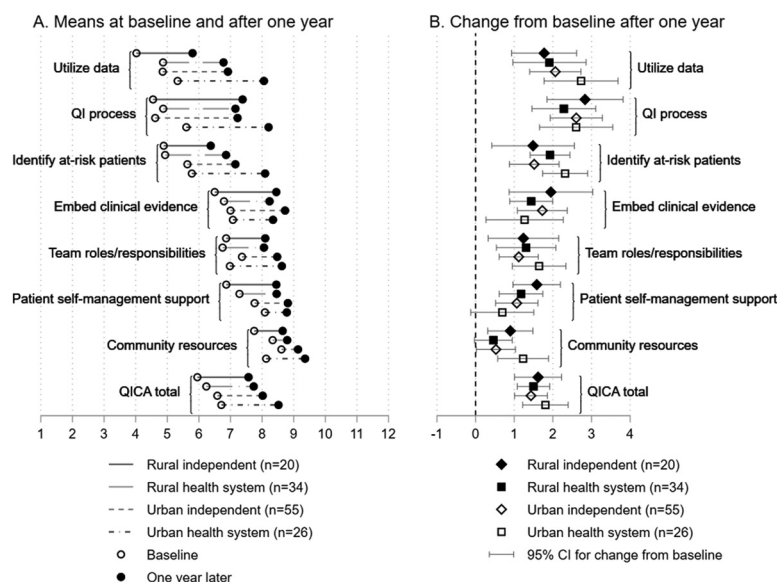 A. Means at baseline and after one year
Utilize data
QI process
Identify at-risk patients
Embed clinical evidence
Team roles/responsibilities
Patient self-management support
Community resources
QICA total
1 2 3 4 5 6 7 8 9 10 11 12
Rural independent (n=20)
Rural health system (n=34)
Urban independent (n=55)
Urban health system (n=26)
Baseline
One year later
B. Change from baseline after one year
Utilize data
QI process
Identify at-risk patients
Embed clinical evidence
Team roles/responsibilities
Patient self-management support
Community resources
QICA total
-1 0 1 2 3 4
Rural independent (n=20)
Rural health system (n=34)
Urban independent (n=55)
Urban health system (n=26)
95% CI for change from baseline